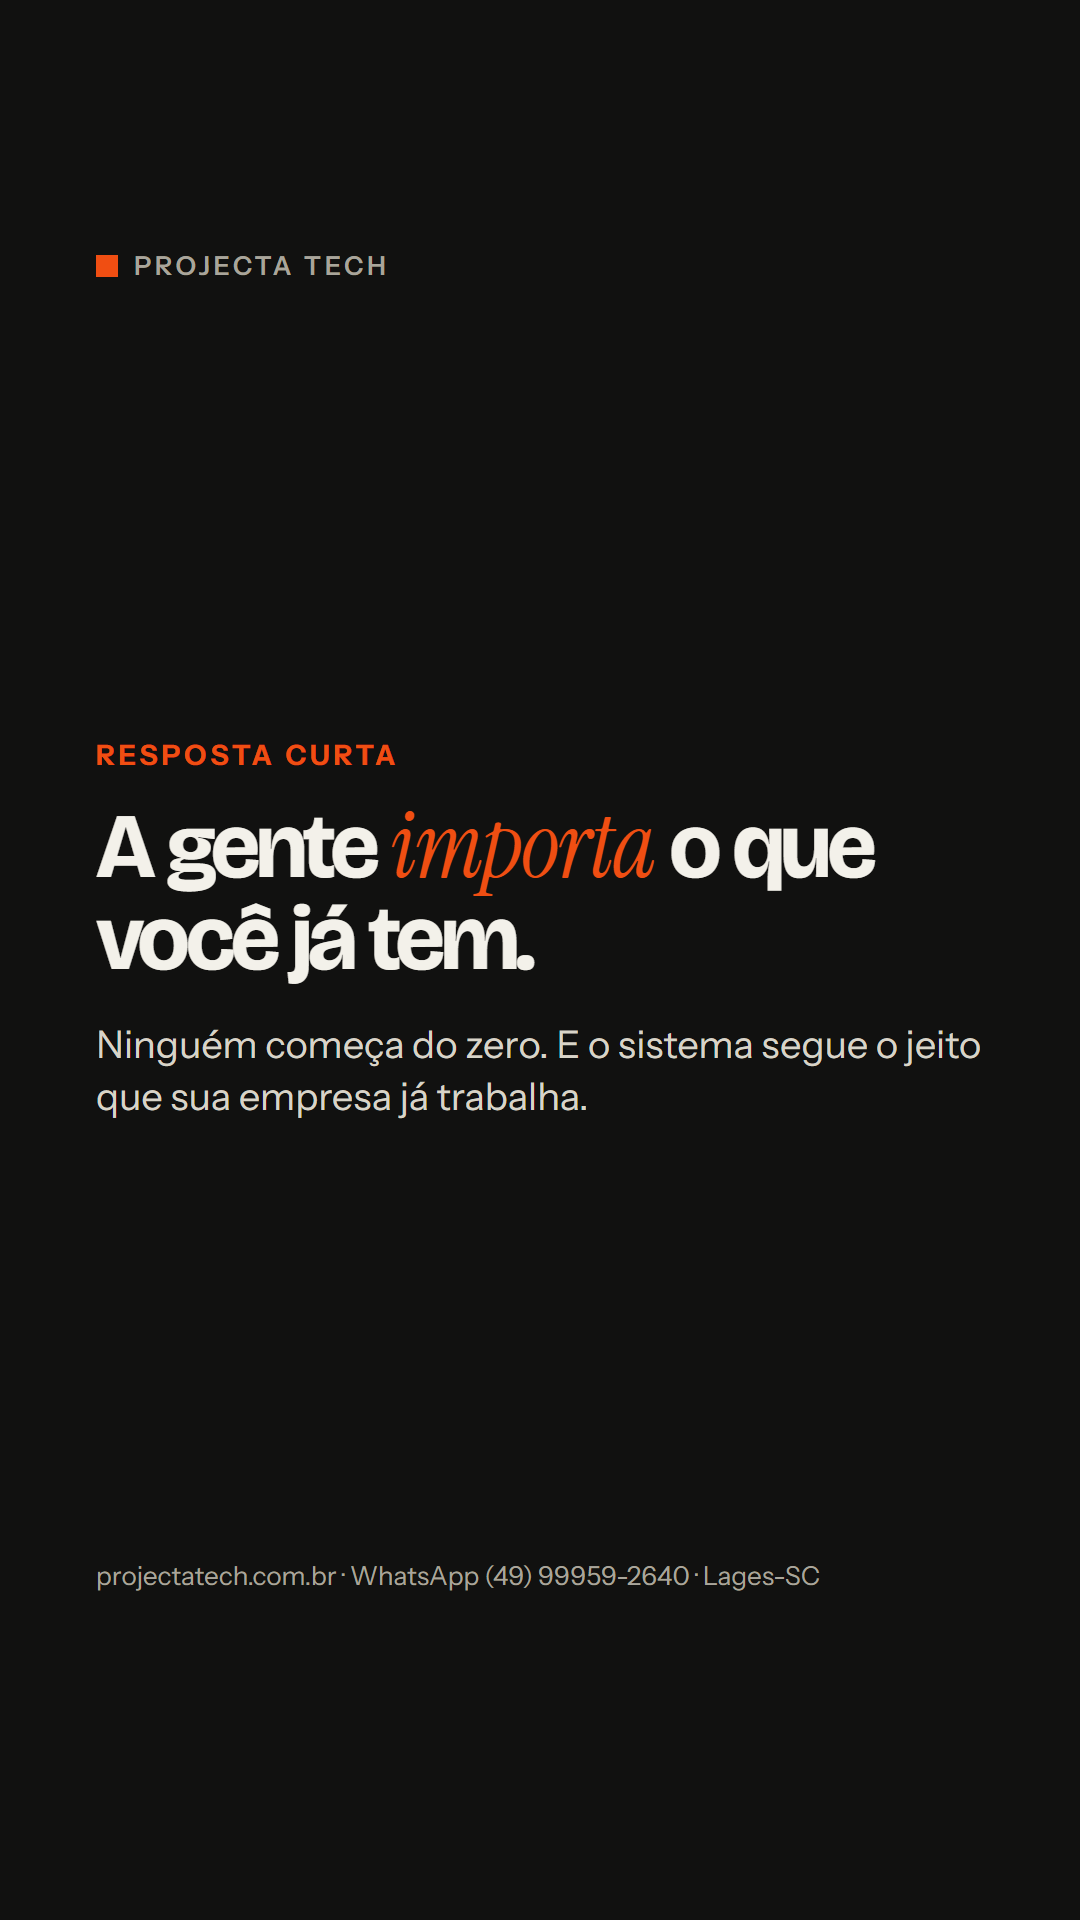 PROJECTA TECH
RESPOSTA CURTA
A gente importa o que
você já tem.
Ninguém começa do zero. E o sistema segue o jeito
que sua empresa já trabalha.
projectatech.com.br · WhatsApp (49) 99959-2640 · Lages-SC